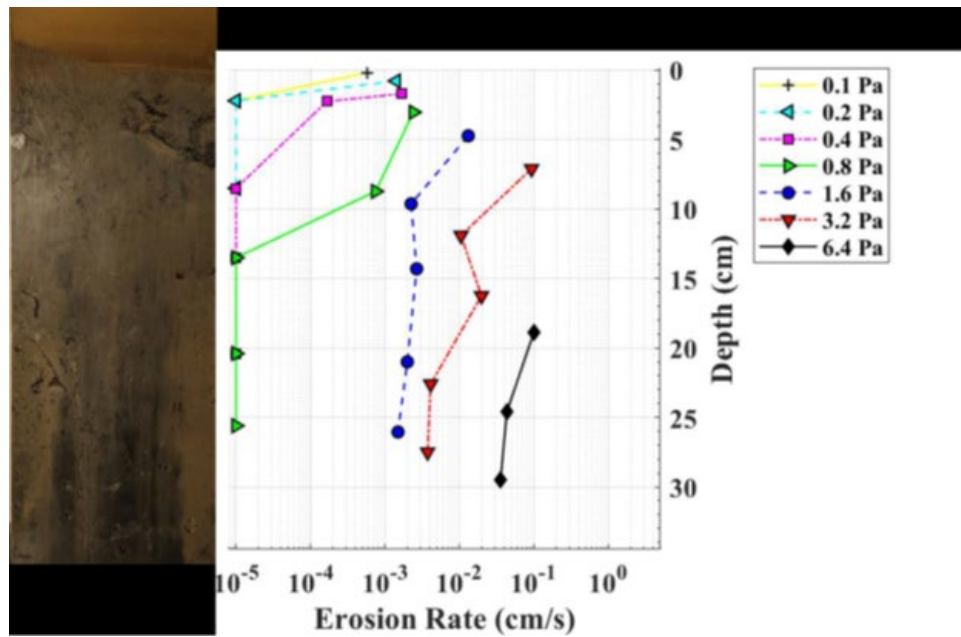 0
5
10
15
20
25
30
Depth (cm)
10^-5 10^-4 10^-3 10^-2 10^-1 10^0
Erosion Rate (cm/s)
0.1 Pa
0.2 Pa
0.4 Pa
0.8 Pa
1.6 Pa
3.2 Pa
6.4 Pa